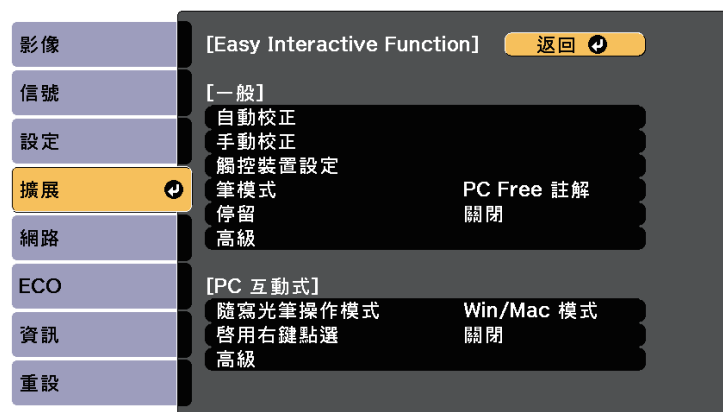 影像
信號
設定
擴展
網路
ECO
資訊
重設
[Easy Interactive Function] 返回
[一般]
自動校正
手動校正
觸控裝置設定
筆模式 PC Free 註解
停留 關閉
高級
[PC 互動式]
隨寫光筆操作模式 Win/Mac 模式
啓用右鍵點選 關閉
高級